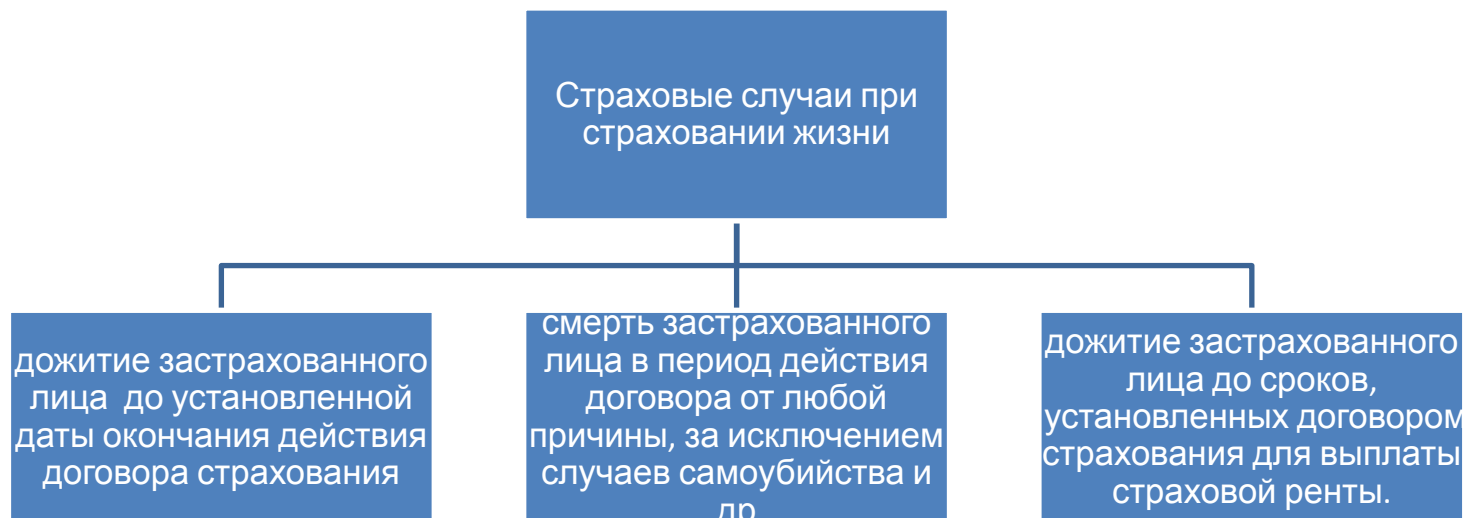 Страховые случаи при
страховании жизни
дожитие застрахованного
лица до установленной
даты окончания действия
договора страхования
смерть застрахованного
лица в период действия
договора от любой
причины, за исключением
случаев самоубийства и
др
дожитие застрахованного
лица до сроков,
установленных договором
страхования для выплаты
страховой ренты.